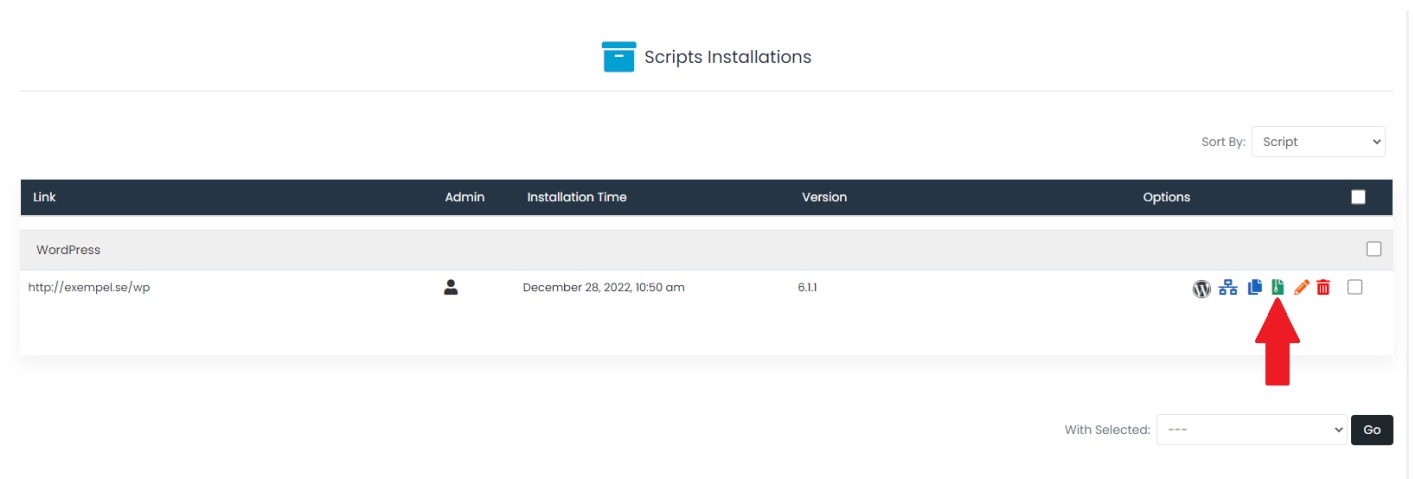 Scripts Installations
Sort By: Script
Link Admin Installation Time Version Options
WordPress
http://exempel.se/wp December 28, 2022, 10:50 am 6.1.1
With Selected: --- Go